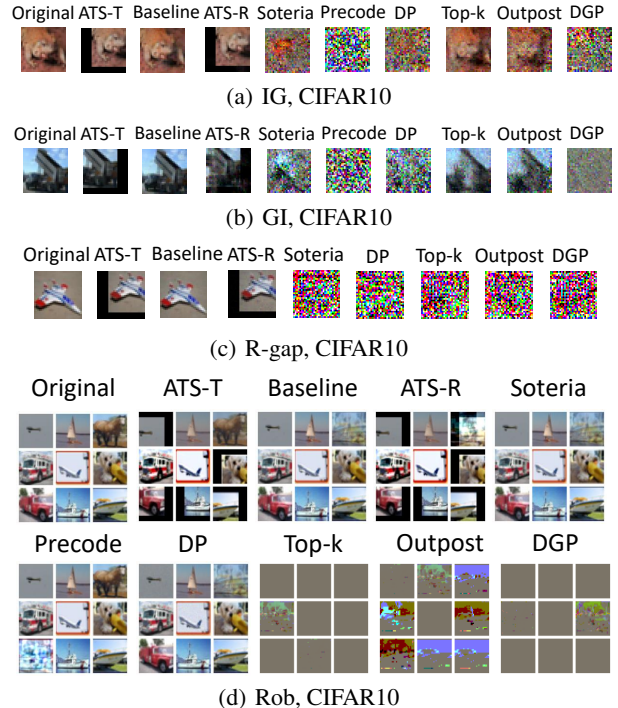 Original ATS-T Baseline ATS-R Soteria Precode DP Top-k Outpost DGP
(a) IG, CIFAR10
Original ATS-T Baseline ATS-R Soteria Precode DP Top-k Outpost DGP
(b) GI, CIFAR10
Original ATS-T Baseline ATS-R Soteria DP Top-k Outpost DGP
(c) R-gap, CIFAR10
Original ATS-T Baseline ATS-R Soteria
Precode DP Top-k Outpost DGP
(d) Rob, CIFAR10